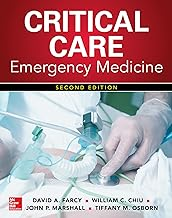 CRITICAL CARE
Emergency Medicine
SECOND EDITION
DAVID A. FARCY • WILLIAM C. CHIU
JOHN P. MARSHALL • TIFFANY M. OSBORN